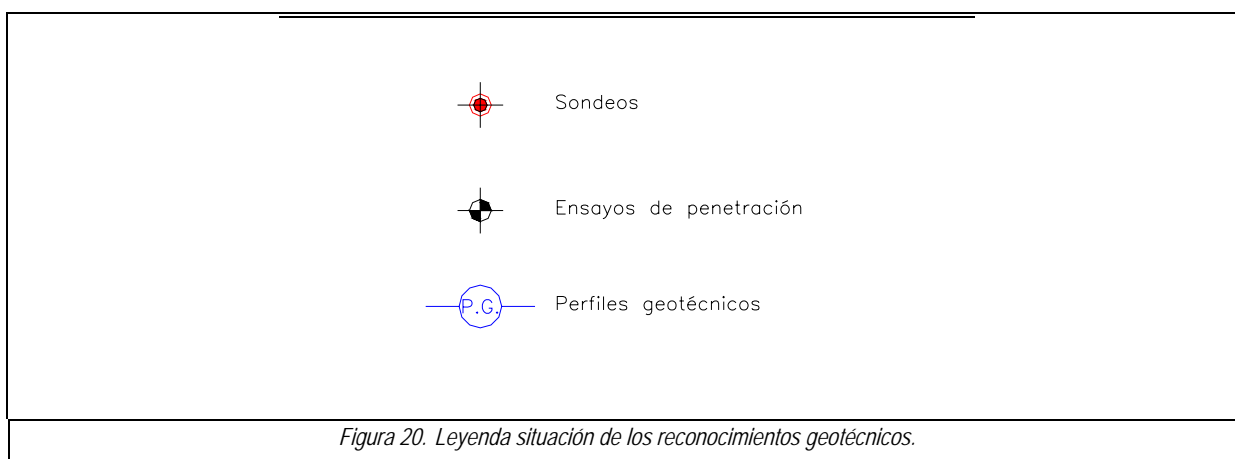 Sondeos
Ensayos de penetración
P.G. Perfiles geotécnicos
Figura 20. Leyenda situación de los reconocimientos geotécnicos.